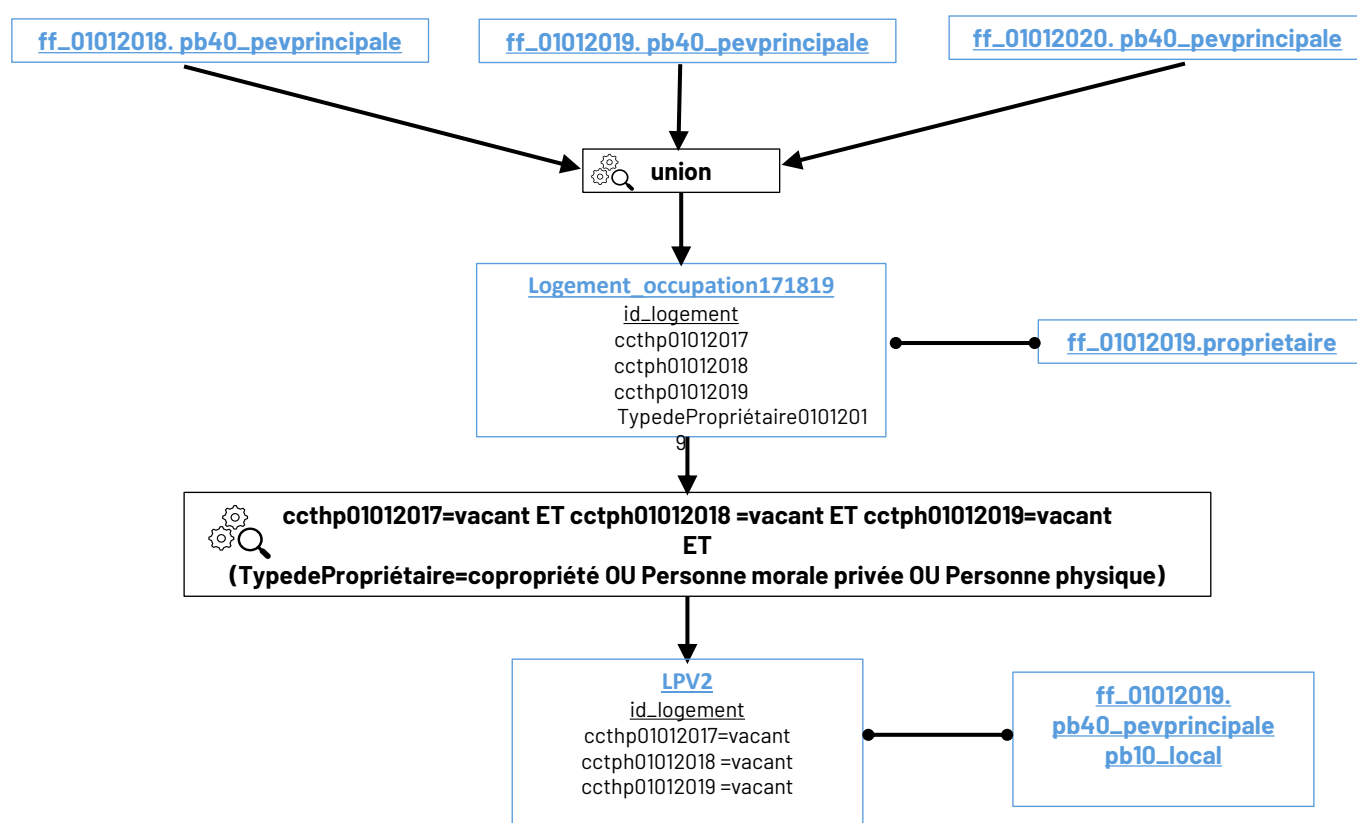 ff_01012018. pb40_pevprincipale
ff_01012019. pb40_pevprincipale
ff_01012020. pb40_pevprincipale
union
Logement_occupation171819
id_logement
ccthp01012017
cctph01012018
ccthp01012019
TypedePropriétaire0101201
9
ff_01012019.proprietaire
ccthp01012017=vacant ET cctph01012018 =vacant ET cctph01012019=vacant
ET
(TypedePropriétaire=copropriété OU Personne morale privée OU Personne physique)
LPV2
id_logement
ccthp01012017=vacant
cctph01012018 =vacant
ccthp01012019 =vacant
ff_01012019.
pb40_pevprincipale
pb10_local